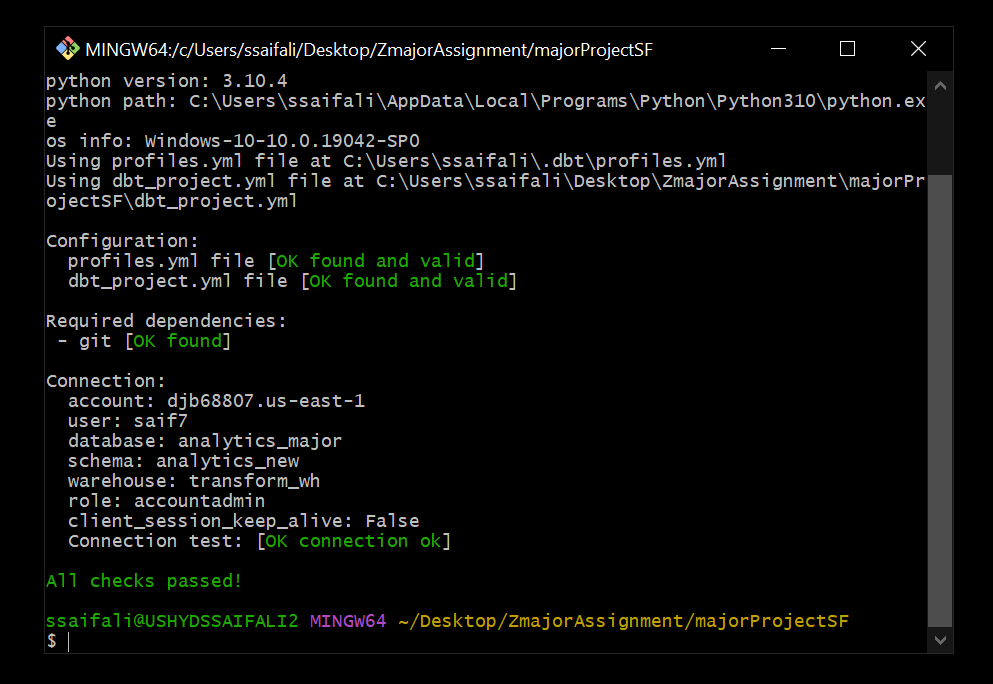 MINGW64:/c/Users/ssaifali/Desktop/ZmajorAssignment/majorProjectSF
python version: 3.10.4
python path: C:\Users\ssaifali\AppData\Local\Programs\Python\Python310\python.ex
e
os info: Windows-10-10.0.19042-SP0
Using profiles.yml file at C:\Users\ssaifali\.dbt\profiles.yml
Using dbt_project.yml file at C:\Users\ssaifali\Desktop\ZmajorAssignment\majorPr
ojectSF\dbt_project.yml
Configuration:
profiles.yml file [OK found and valid]
dbt_project.yml file [OK found and valid]
Required dependencies:
- git [OK found]
Connection:
account: djb68807.us-east-1
user: saif7
database: analytics_major
schema: analytics_new
warehouse: transform_wh
role: accountadmin
client_session_keep_alive: False
Connection test: [OK connection ok]
All checks passed!
ssaifali@USHYDSSAIFALI2 MINGW64 ~/Desktop/ZmajorAssignment/majorProjectSF
$